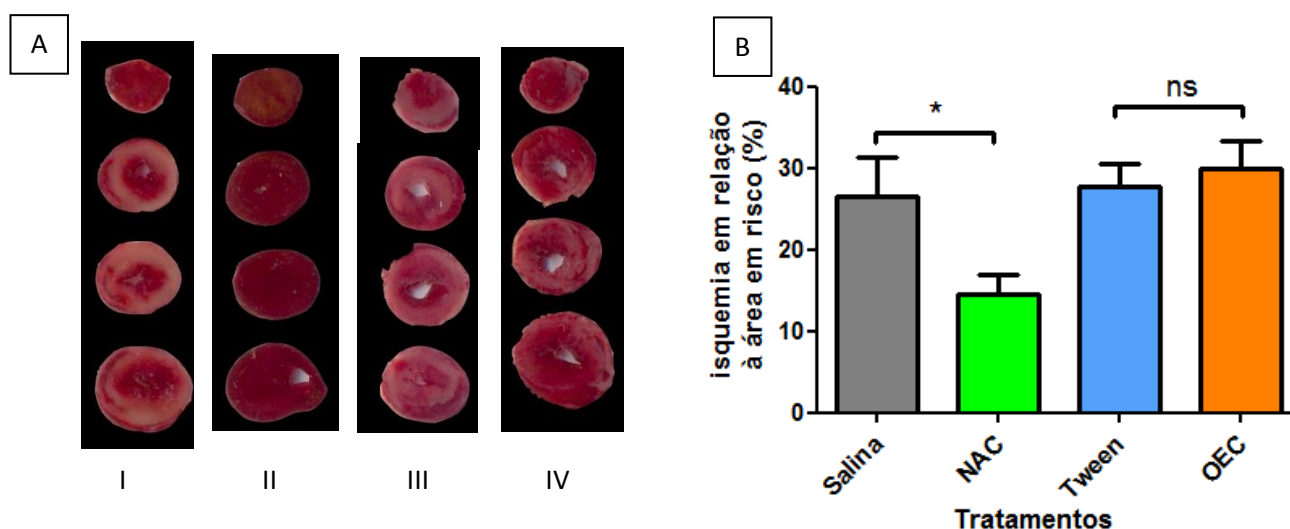 A
I II III IV
B
isquemia em relação
à área em risco (%)
40
30
20
10
0
*
ns
Salina NAC Tween OEC
Tratamentos